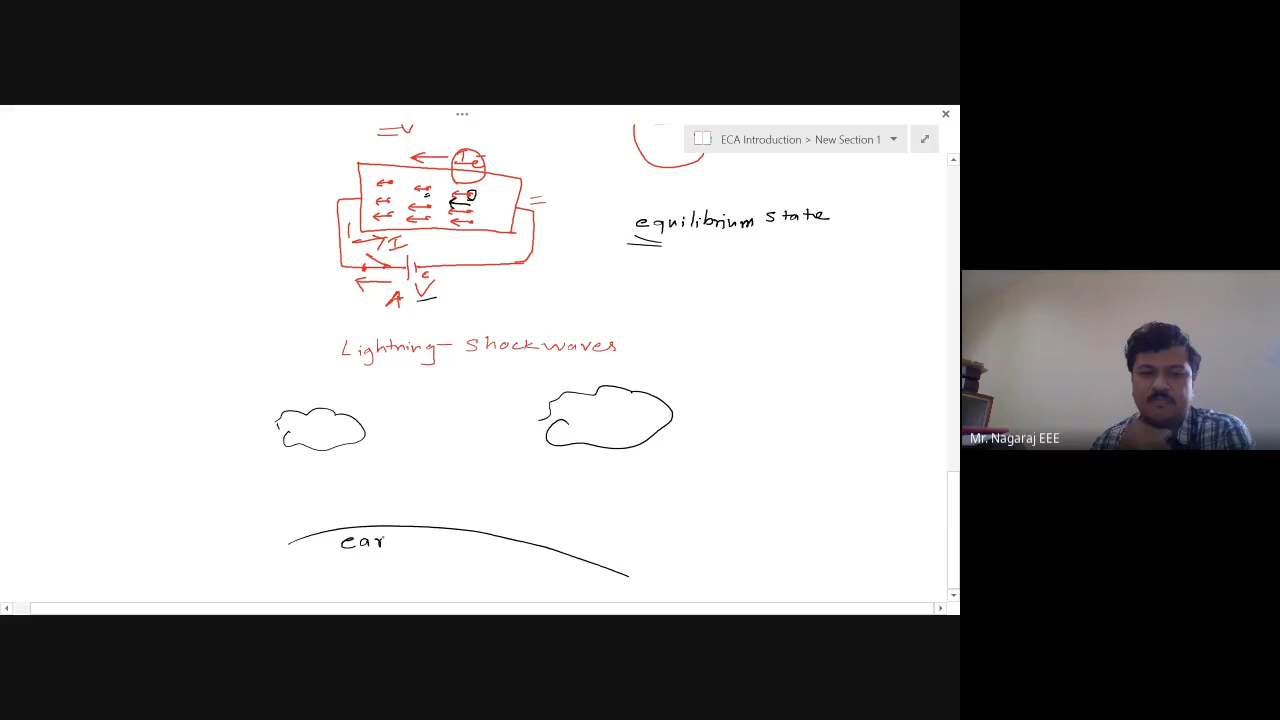 ECA Introduction > New Section 1
V
I e⁻
equilibrium state
I
A V
Lightning- shockwaves
Mr. Nagaraj EEE
ear